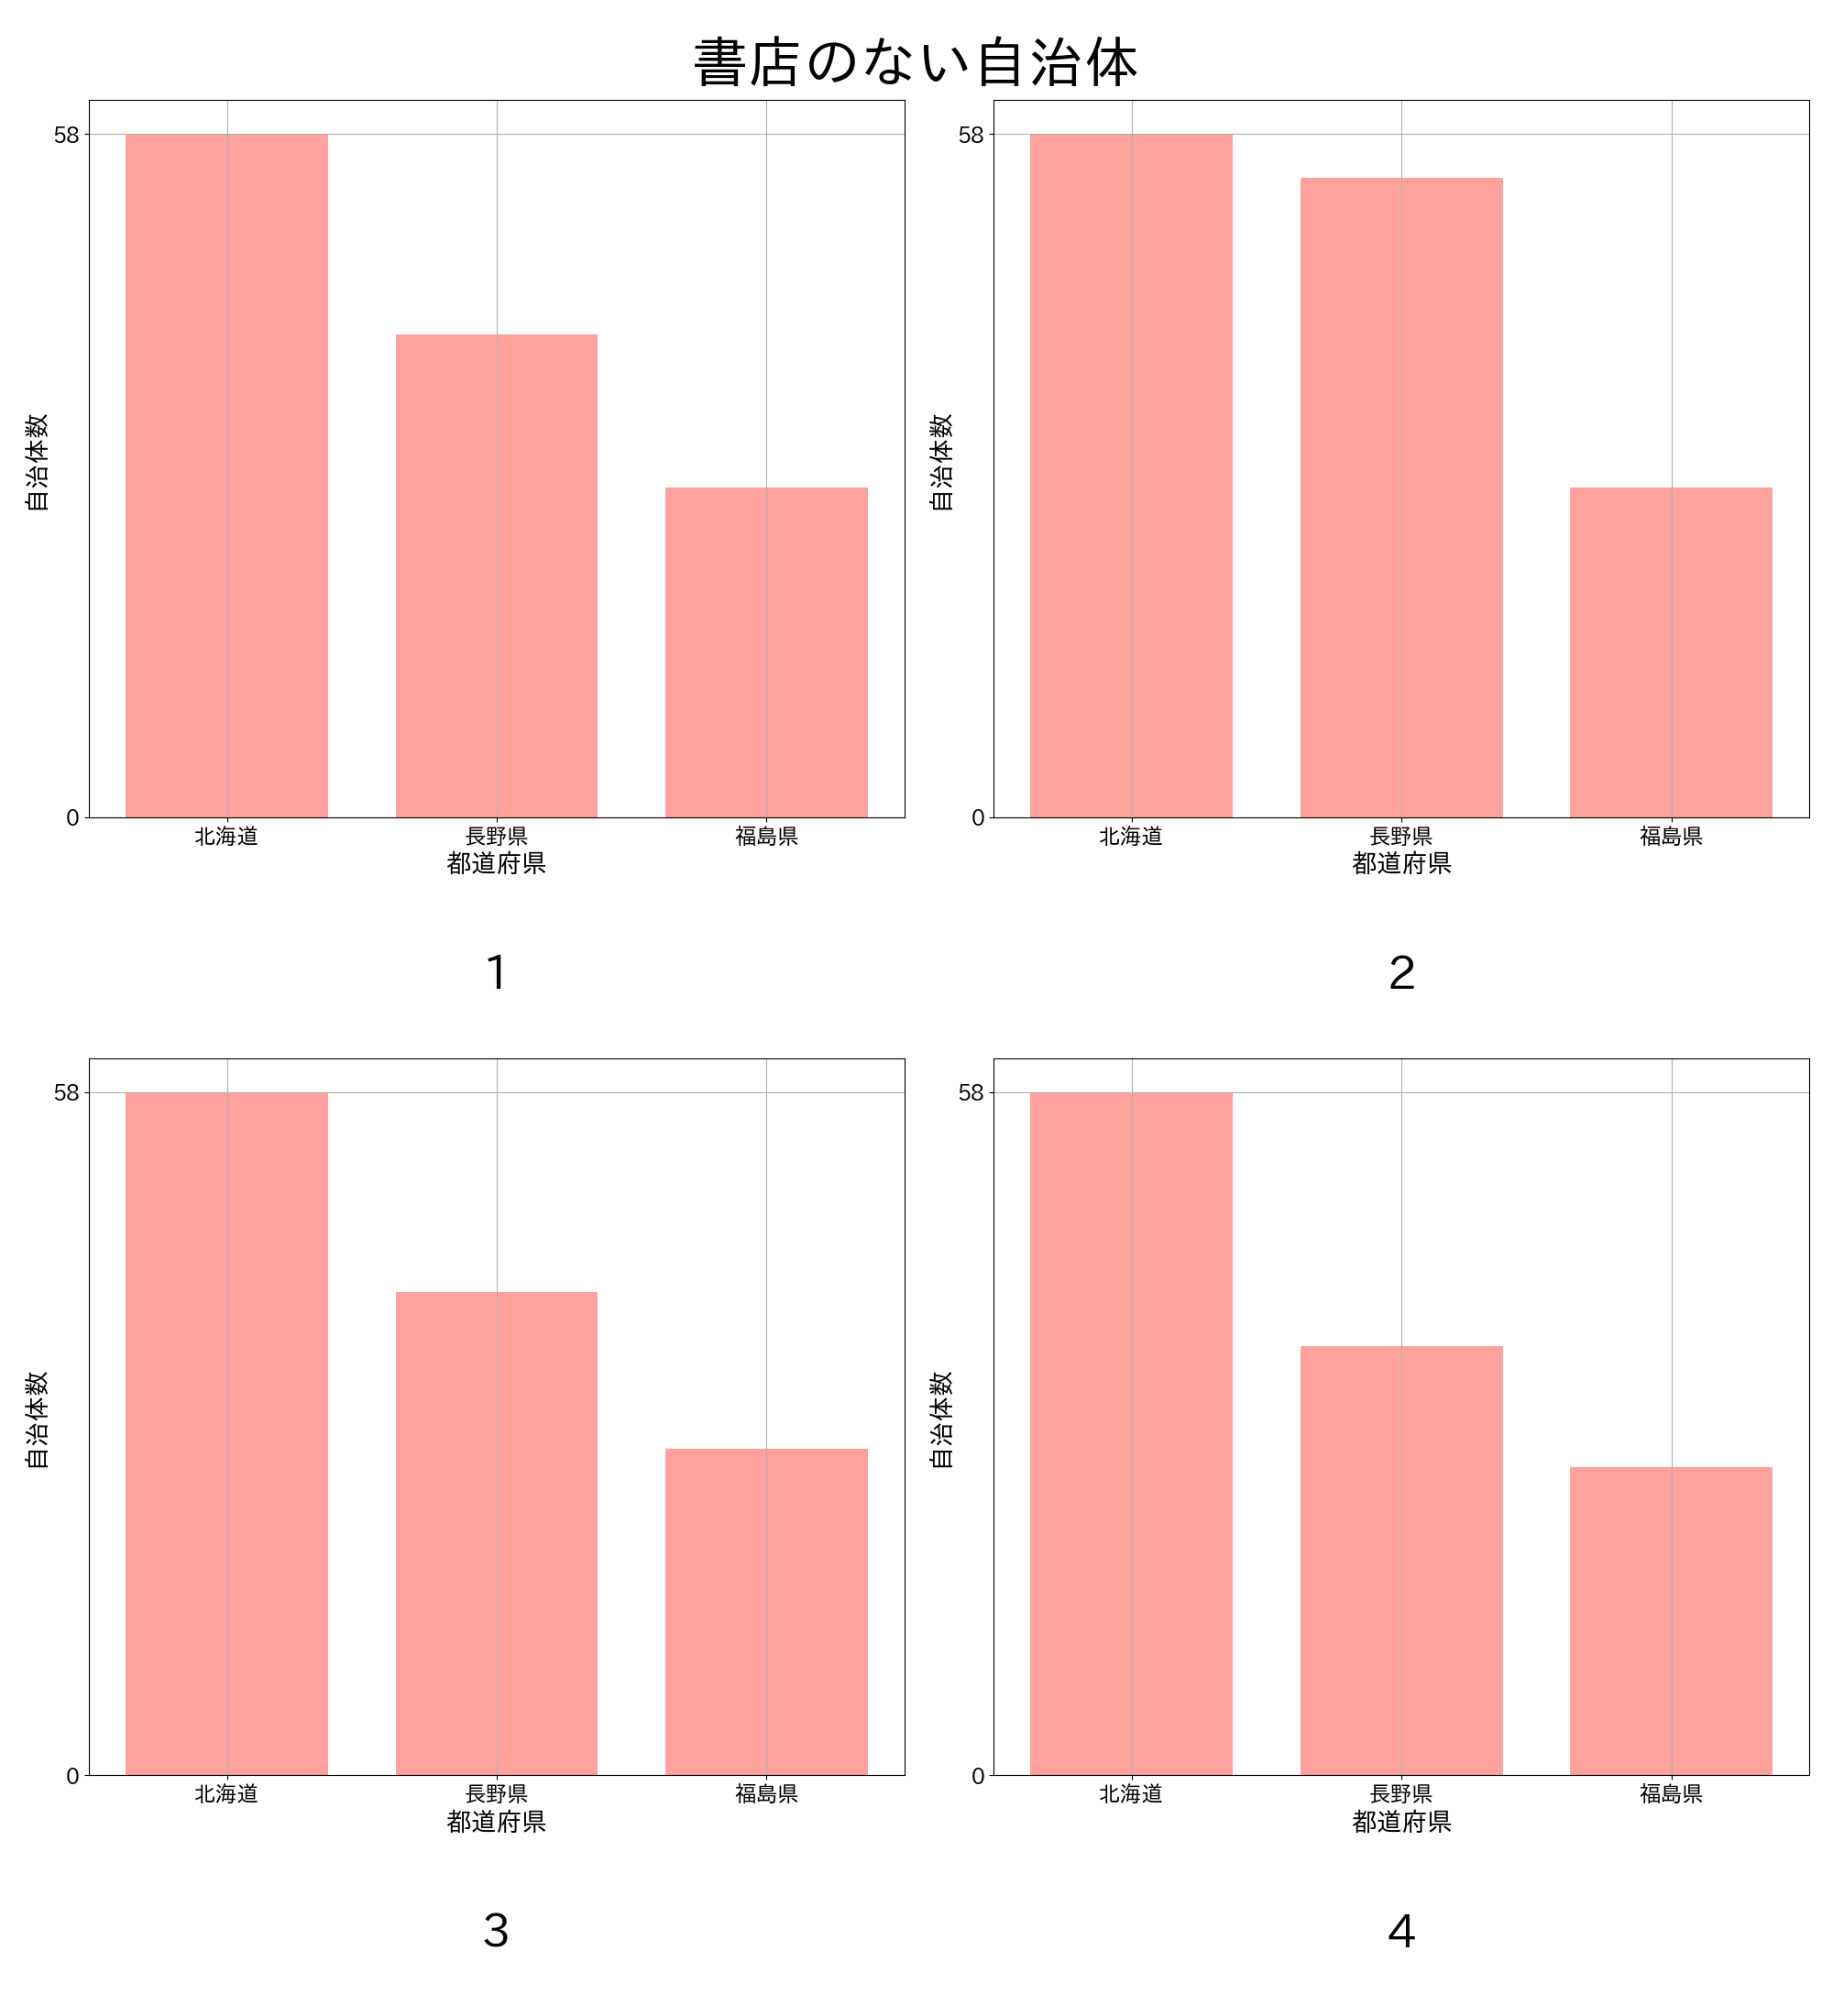 書店のない自治体
58
0
自治体数
北海道 長野県 福島県
都道府県
1
58
0
自治体数
北海道 長野県 福島県
都道府県
2
58
0
自治体数
北海道 長野県 福島県
都道府県
3
58
0
自治体数
北海道 長野県 福島県
都道府県
4